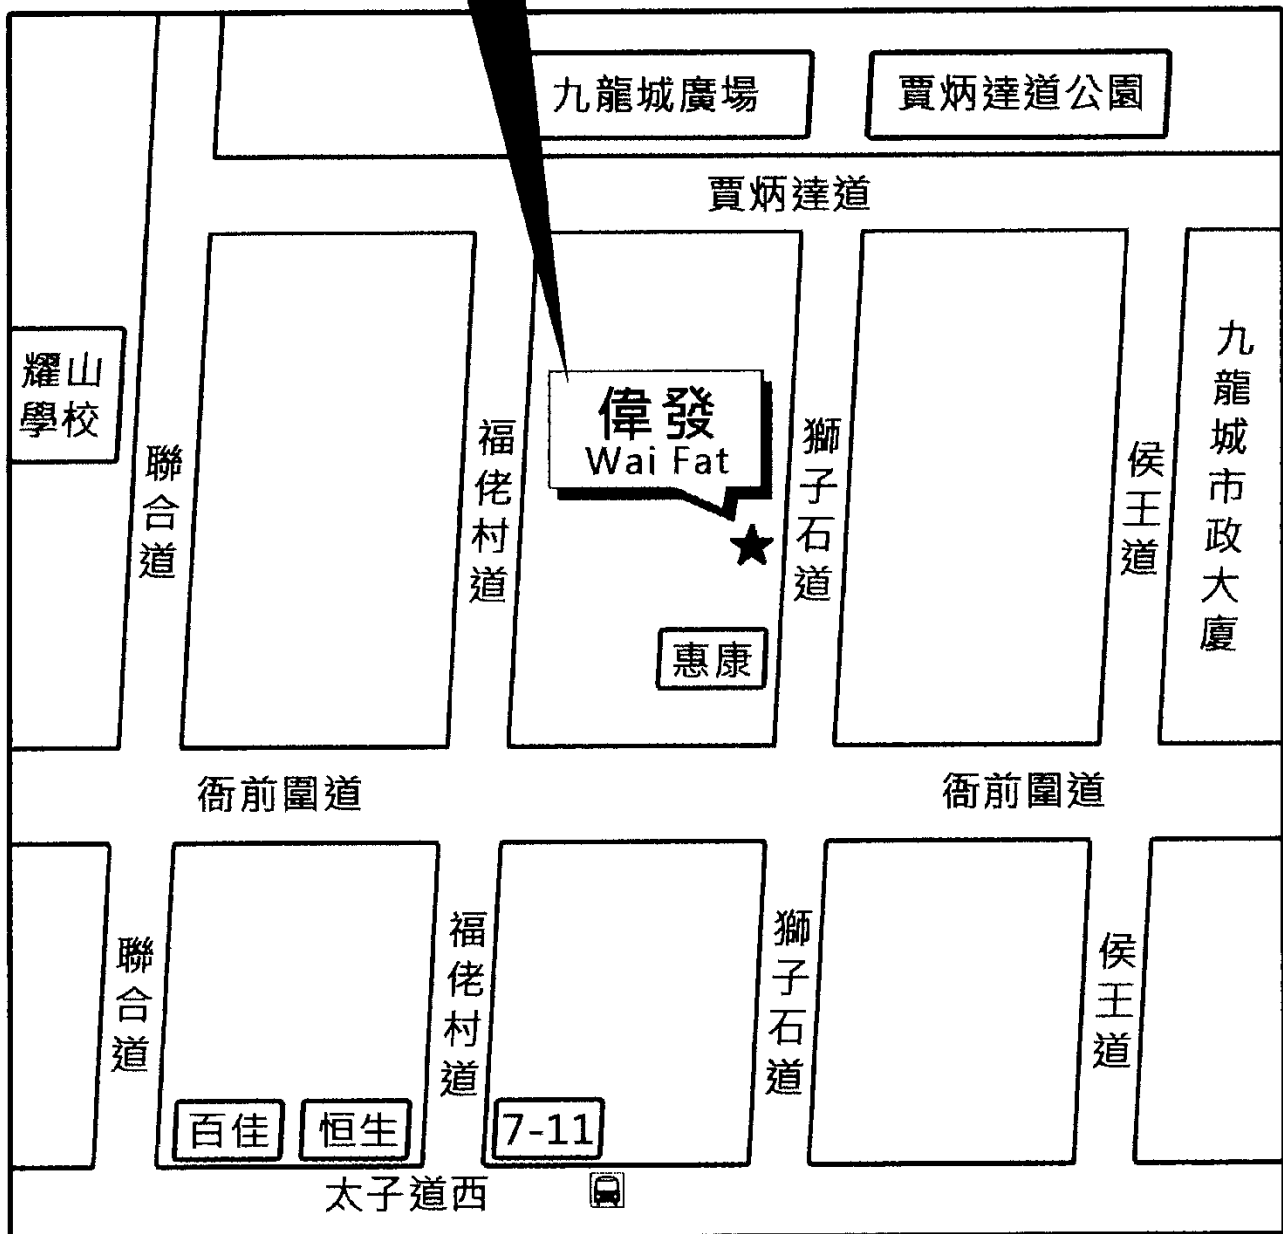 九龍城廣場
賈炳達道公園
賈炳達道
耀山
學校
聯合道
福佬村道
偉發
Wai Fat
獅子石道
侯王道
九龍城市政大廈
惠康
衙前圍道
衙前圍道
聯合道
福佬村道
獅子石道
侯王道
百佳
恒生
7-11
太子道西